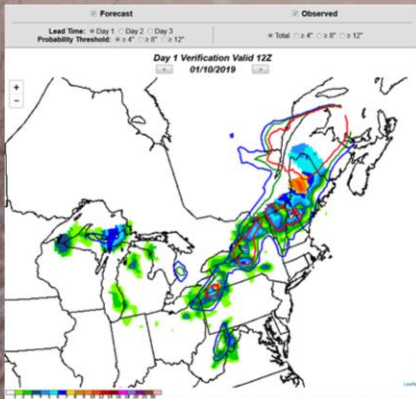 Forecast
Observed
Lead Time: Day 1 Day 2 Day 3
Probability Threshold: ≥ 4" ≥ 8" ≥ 12"
Total ≥ 4" ≥ 8" ≥ 12"
Day 1 Verification Valid 12Z
< 01/10/2019 >
+
−